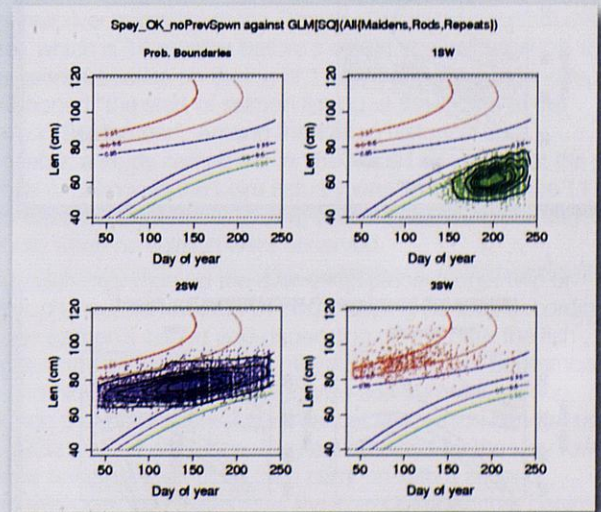 Spey_OK_noPrevSpwn against GLM[SQ](All{Maidens,Rods,Repeats})
Prob. Boundaries
1SW
Len (cm)
40 60 80 100 120
50 100 150 200 250
Day of year
Len (cm)
40 60 80 100 120
50 100 150 200 250
Day of year
2SW
3SW
Len (cm)
40 60 80 100 120
50 100 150 200 250
Day of year
Len (cm)
40 60 80 100 120
50 100 150 200 250
Day of year